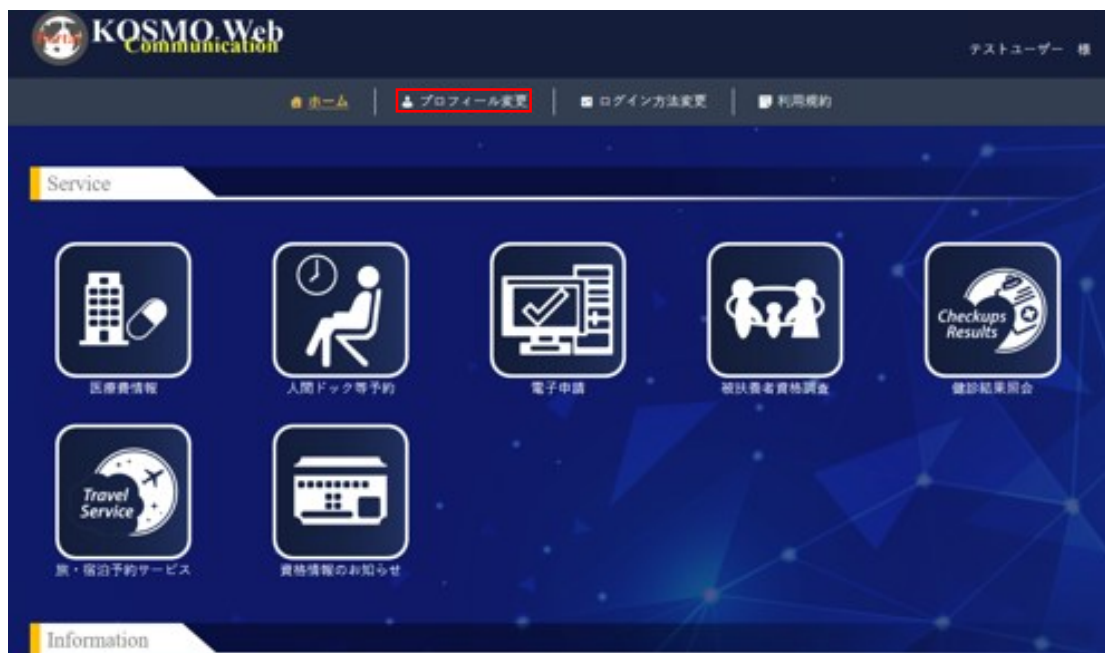 Portal
KOSMO.Web
Communication
テストユーザー 様
ホーム
プロフィール変更
ログイン方法変更
利用規約
Service
Checkups
Results
医療費情報
人間ドック等予約
電子申請
被扶養者資格調査
健診結果照会
Travel
Service
旅・宿泊予約サービス
資格情報のお知らせ
Information